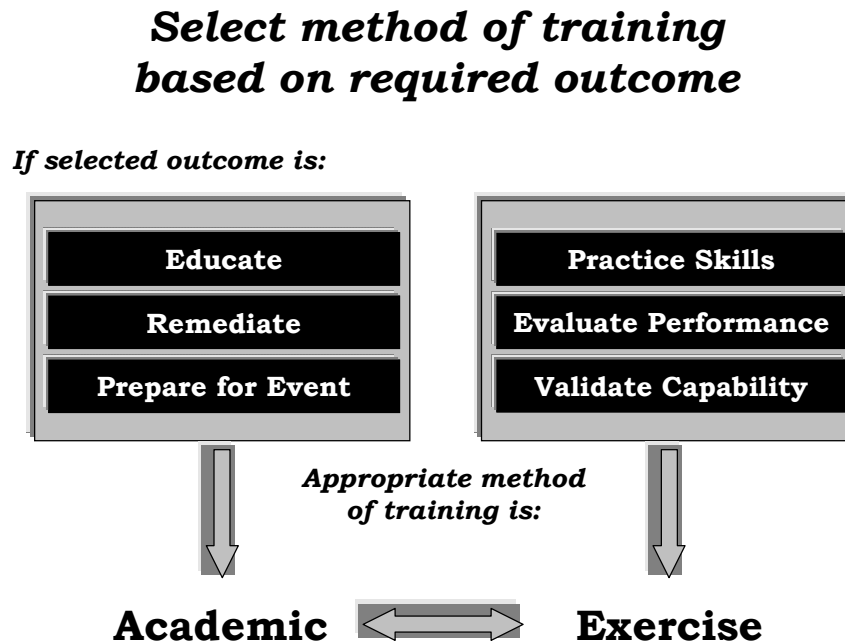 Select method of training
based on required outcome
If selected outcome is:
Educate
Remediate
Prepare for Event
Practice Skills
Evaluate Performance
Validate Capability
Appropriate method
of training is:
Academic
Exercise